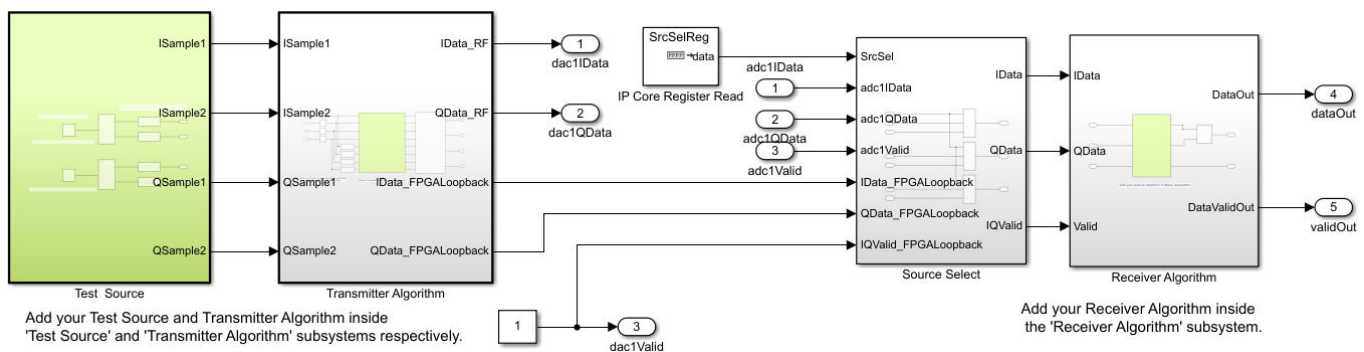 ISample1
ISample2
QSample1
QSample2
Test Source
ISample1
ISample2
QSample1
QSample2
IData_RF
QData_RF
IData_FPGALoopback
QData_FPGALoopback
Transmitter Algorithm
1
dac1IData
2
dac1QData
SrcSelReg
FFFF
data
IP Core Register Read
adc1IData
1
2
adc1QData
3
adc1Valid
SrcSel
adc1IData
adc1QData
adc1Valid
IData_FPGALoopback
QData_FPGALoopback
IQValid_FPGALoopback
IData
QData
IQValid
Source Select
IData
QData
Valid
DataOut
DataValidOut
Receiver Algorithm
4
dataOut
5
validOut
Add your Test Source and Transmitter Algorithm inside
'Test Source' and 'Transmitter Algorithm' subsystems respectively.
1
3
dac1Valid
Add your Receiver Algorithm inside
the 'Receiver Algorithm' subsystem.